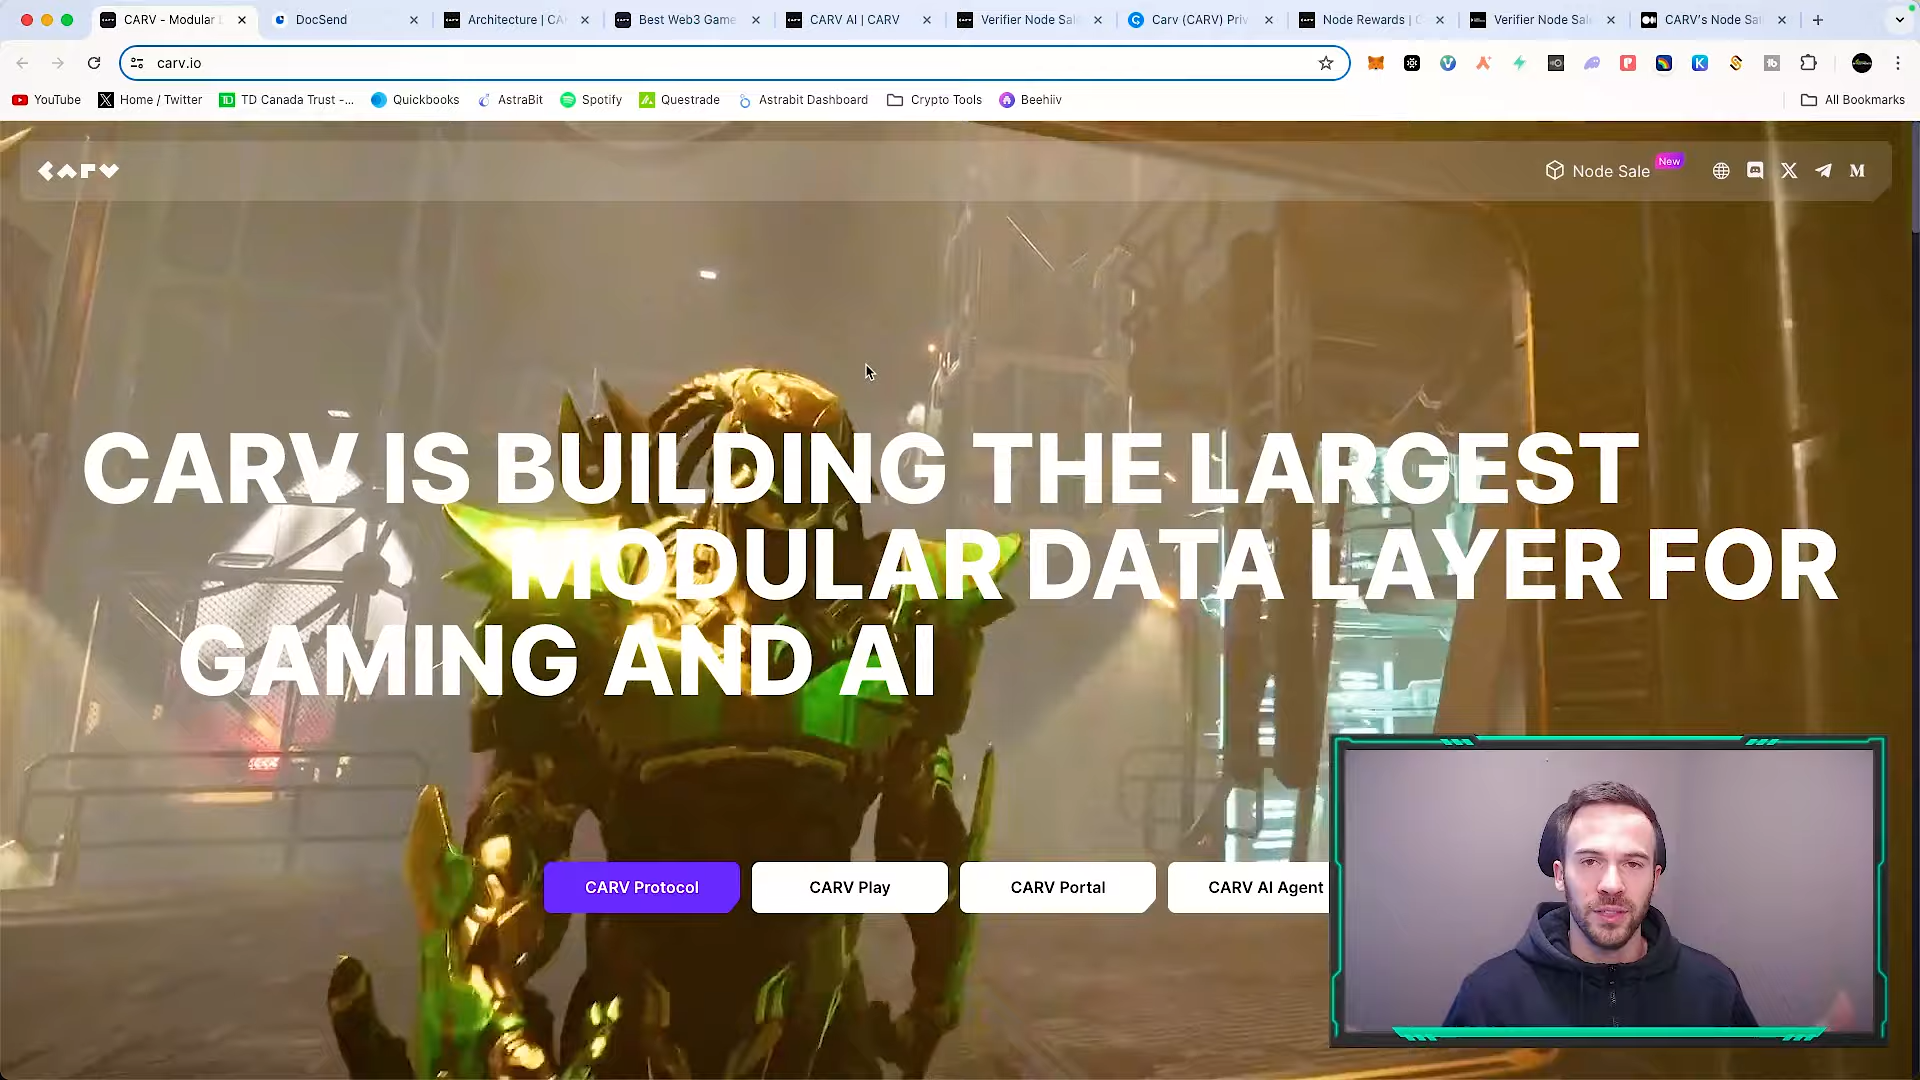 CARV - Modular
DocSend
Architecture | CA
Best Web3 Game
CARV AI | CARV
Verifier Node Sal
Carv (CARV) Priv
Node Rewards |
Verifier Node Sal
CARV's Node Sa
carv.io
YouTube
Home / Twitter
TD Canada Trust -...
Quickbooks
AstraBit
Spotify
Questrade
Astrabit Dashboard
Crypto Tools
Beehiiv
All Bookmarks
CARV
Node Sale
New
CARV IS BUILDING THE LARGEST
MODULAR DATA LAYER FOR
GAMING AND AI
CARV Protocol
CARV Play
CARV Portal
CARV AI Agent